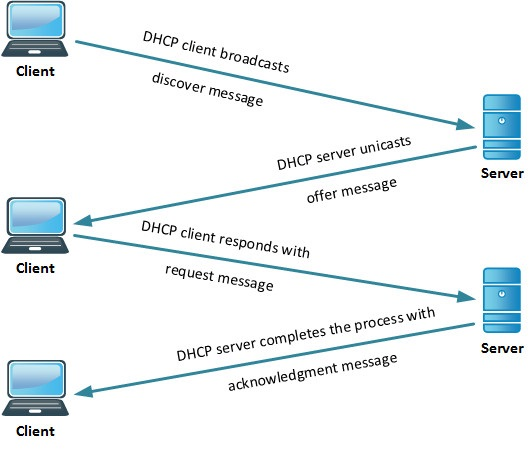 DHCP client broadcasts
discover message
Client
DHCP server unicasts
offer message
Server
DHCP client responds with
request message
Client
DHCP server completes the process with
acknowledgment message
Server
Client